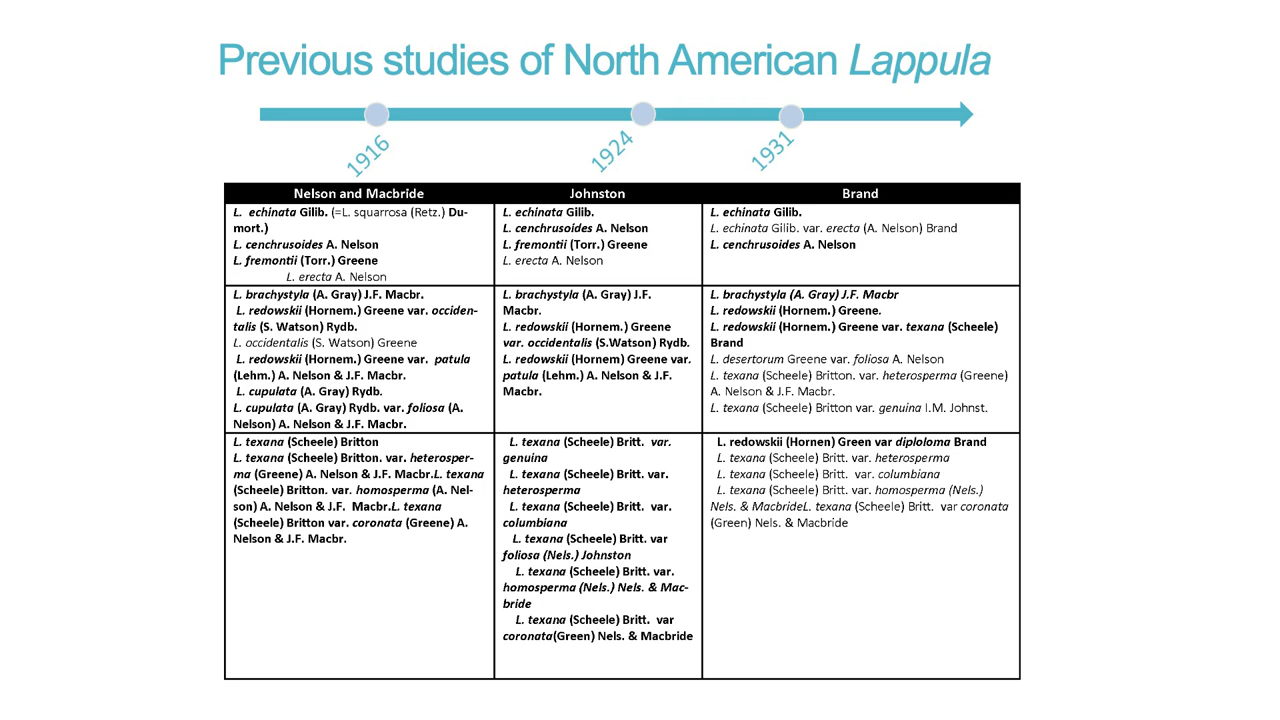 Previous studies of North American Lappula
1916
1924
1931
Nelson and Macbride
Johnston
Brand
L. echinata Gilib. (=L. squarrosa (Retz.) Du-
mort.)
L. cenchrusoides A. Nelson
L. fremontii (Torr.) Greene
L. erecta A. Nelson
L. echinata Gilib.
L. cenchrusoides A. Nelson
L. fremontii (Torr.) Greene
L. erecta A. Nelson
L. echinata Gilib.
L. echinata Gilib. var. erecta (A. Nelson) Brand
L. cenchrusoides A. Nelson
L. brachystyla (A. Gray) J.F. Macbr.
L. redowskii (Hornem.) Greene var. occiden-
talis (S. Watson) Rydb.
L. occidentalis (S. Watson) Greene
L. redowskii (Hornem.) Greene var. patula
(Lehm.) A. Nelson & J.F. Macbr.
L. cupulata (A. Gray) Rydb.
L. cupulata (A. Gray) Rydb. var. foliosa (A.
Nelson) A. Nelson & J.F. Macbr.
L. brachystyla (A. Gray) J.F.
Macbr.
L. redowskii (Hornem.) Greene
var. occidentalis (S.Watson) Rydb.
L. redowskii (Hornem) Greene var.
patula (Lehm.) A. Nelson & J.F.
Macbr.
L. brachystyla (A. Gray) J.F. Macbr
L. redowskii (Hornem.) Greene.
L. redowskii (Hornem.) Greene var. texana (Scheele)
Brand
L. desertorum Greene var. foliosa A. Nelson
L. texana (Scheele) Britton. var. heterosperma (Greene)
A. Nelson & J.F. Macbr.
L. texana (Scheele) Britton var. genuina I.M. Johnst.
L. texana (Scheele) Britton
L. texana (Scheele) Britton. var. heterosper-
ma (Greene) A. Nelson & J.F. Macbr.L. texana
(Scheele) Britton. var. homosperma (A. Nel-
son) A. Nelson & J.F. Macbr.L. texana
(Scheele) Britton var. coronata (Greene) A.
Nelson & J.F. Macbr.
L. texana (Scheele) Britt. var.
genuina
L. texana (Scheele) Britt. var.
heterosperma
L. texana (Scheele) Britt. var.
columbiana
L. texana (Scheele) Britt. var
foliosa (Nels.) Johnston
L. texana (Scheele) Britt. var.
homosperma (Nels.) Nels. & Mac-
bride
L. texana (Scheele) Britt. var
coronata(Green) Nels. & Macbride
L. redowskii (Hornen) Green var diploloma Brand
L. texana (Scheele) Britt. var. heterosperma
L. texana (Scheele) Britt. var. columbiana
L. texana (Scheele) Britt. var. homosperma (Nels.)
Nels. & MacbrideL. texana (Scheele) Britt. var coronata
(Green) Nels. & Macbride